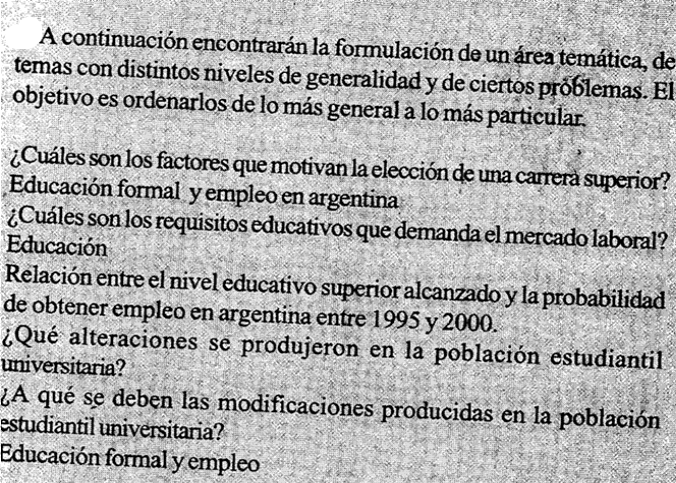 A continuación encontrarán la formulación de un área temática, de
temas con distintos niveles de generalidad y de ciertos problemas. El
objetivo es ordenarlos de lo más general a lo más particular.
¿Cuáles son los factores que motivan la elección de una carrera superior?
Educación formal y empleo en argentina
¿Cuáles son los requisitos educativos que demanda el mercado laboral?
Educación
Relación entre el nivel educativo superior alcanzado y la probabilidad
de obtener empleo en argentina entre 1995 y 2000.
¿Qué alteraciones se produjeron en la población estudiantil
universitaria?
¿A qué se deben las modificaciones producidas en la población
estudiantil universitaria?
Educación formal y empleo